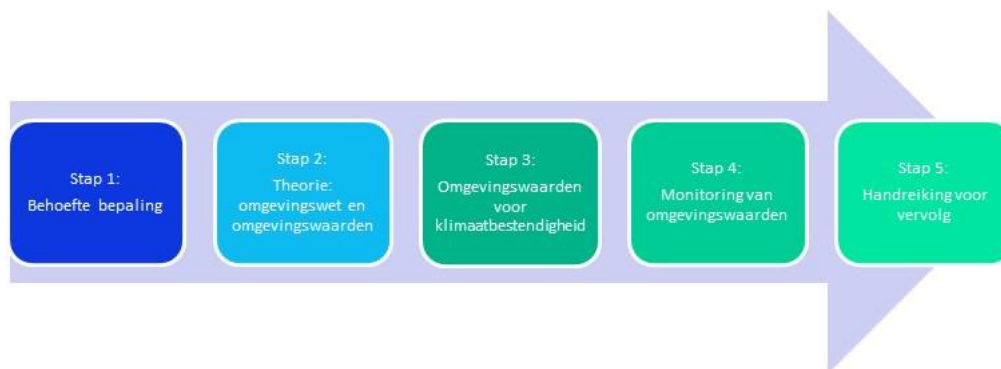 Stap 1:
Behoefte bepaling
Stap 2:
Theorie:
omgevingswet en
omgevingswaarden
Stap 3:
Omgevingswaarden
voor
klimaatbestendigheid
Stap 4:
Monitoring van
omgevingswaarden
Stap 5:
Handreiking voor
vervolg